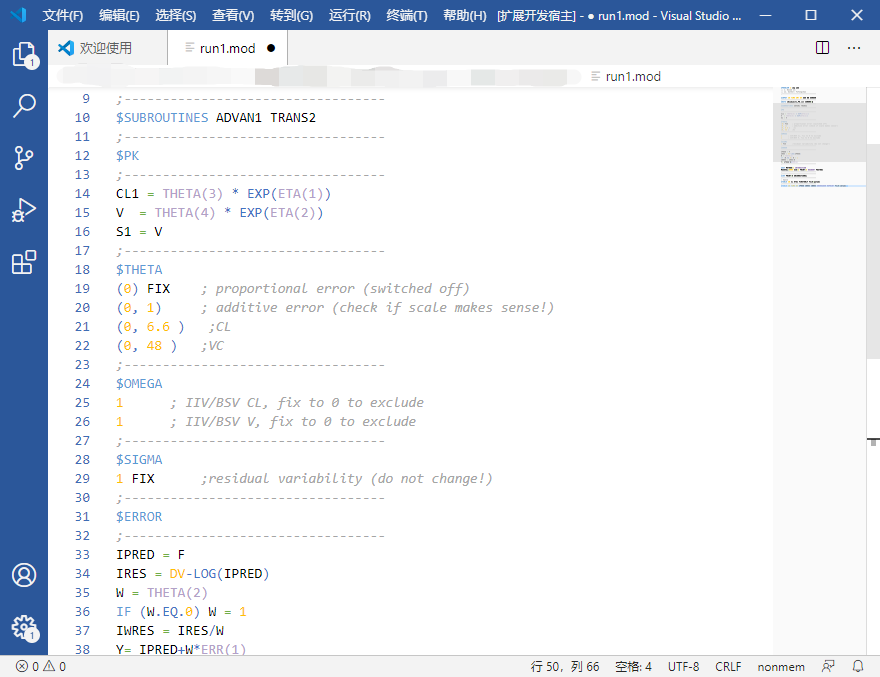 文件(F) 编辑(E) 选择(S) 查看(V) 转到(G) 运行(R) 终端(T) 帮助(H) [扩展开发宿主] - ● run1.mod - Visual Studio ...
欢迎使用 run1.mod ●
run1.mod
9 ;----------------------------------
10 $SUBROUTINES ADVAN1 TRANS2
11 ;----------------------------------
12 $PK
13 ;----------------------------------
14 CL1 = THETA(3) * EXP(ETA(1))
15 V  = THETA(4) * EXP(ETA(2))
16 S1 = V
17 ;----------------------------------
18 $THETA
19 (0) FIX    ; proportional error (switched off)
20 (0, 1)     ; additive error (check if scale makes sense!)
21 (0, 6.6 )   ;CL
22 (0, 48 )   ;VC
23 ;----------------------------------
24 $OMEGA
25 1      ; IIV/BSV CL, fix to 0 to exclude
26 1      ; IIV/BSV V, fix to 0 to exclude
27 ;----------------------------------
28 $SIGMA
29 1 FIX      ;residual variability (do not change!)
30 ;----------------------------------
31 $ERROR
32 ;----------------------------------
33 IPRED = F
34 IRES = DV-LOG(IPRED)
35 W = THETA(2)
36 IF (W.EQ.0) W = 1
37 IWRES = IRES/W
38 Y= IPRED+W*ERR(1)
1
1
0 0 行 50，列 66 空格: 4 UTF-8 CRLF nonmem